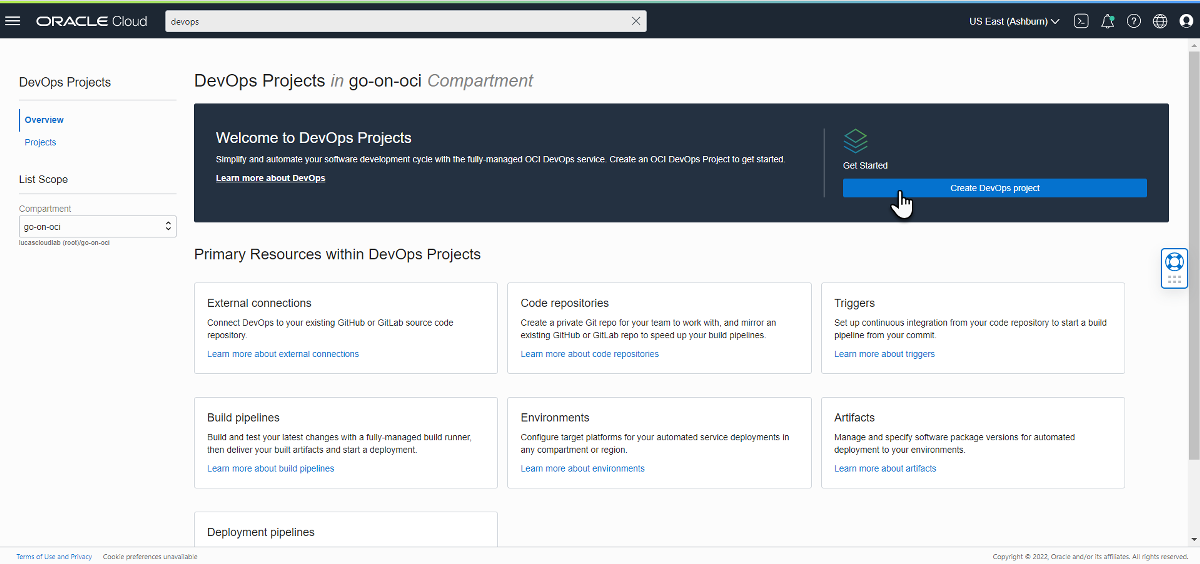 ORACLE Cloud
devops
US East (Ashburn)
DevOps Projects
Overview
Projects
List Scope
Compartment
go-on-oci
lucascloudlab (root)/go-on-oci
DevOps Projects in go-on-oci Compartment
Welcome to DevOps Projects
Simplify and automate your software development cycle with the fully-managed OCI DevOps service. Create an OCI DevOps Project to get started.
Learn more about DevOps
Get Started
Create DevOps project
Primary Resources within DevOps Projects
External connections
Connect DevOps to your existing GitHub or GitLab source code
repository.
Learn more about external connections
Code repositories
Create a private Git repo for your team to work with, and mirror an
existing GitHub or GitLab repo to speed up your build pipelines.
Learn more about code repositories
Triggers
Set up continuous integration from your code repository to start a build
pipeline from your commit.
Learn more about triggers
Build pipelines
Build and test your latest changes with a fully-managed build runner,
then deliver your built artifacts and start a deployment.
Learn more about build pipelines
Environments
Configure target platforms for your automated service deployments in
any compartment or region.
Learn more about environments
Artifacts
Manage and specify software package versions for automated
deployment to your environments.
Learn more about artifacts
Deployment pipelines
Terms of Use and Privacy
Cookie preferences unavailable
Copyright © 2022, Oracle and/or its affiliates. All rights reserved.